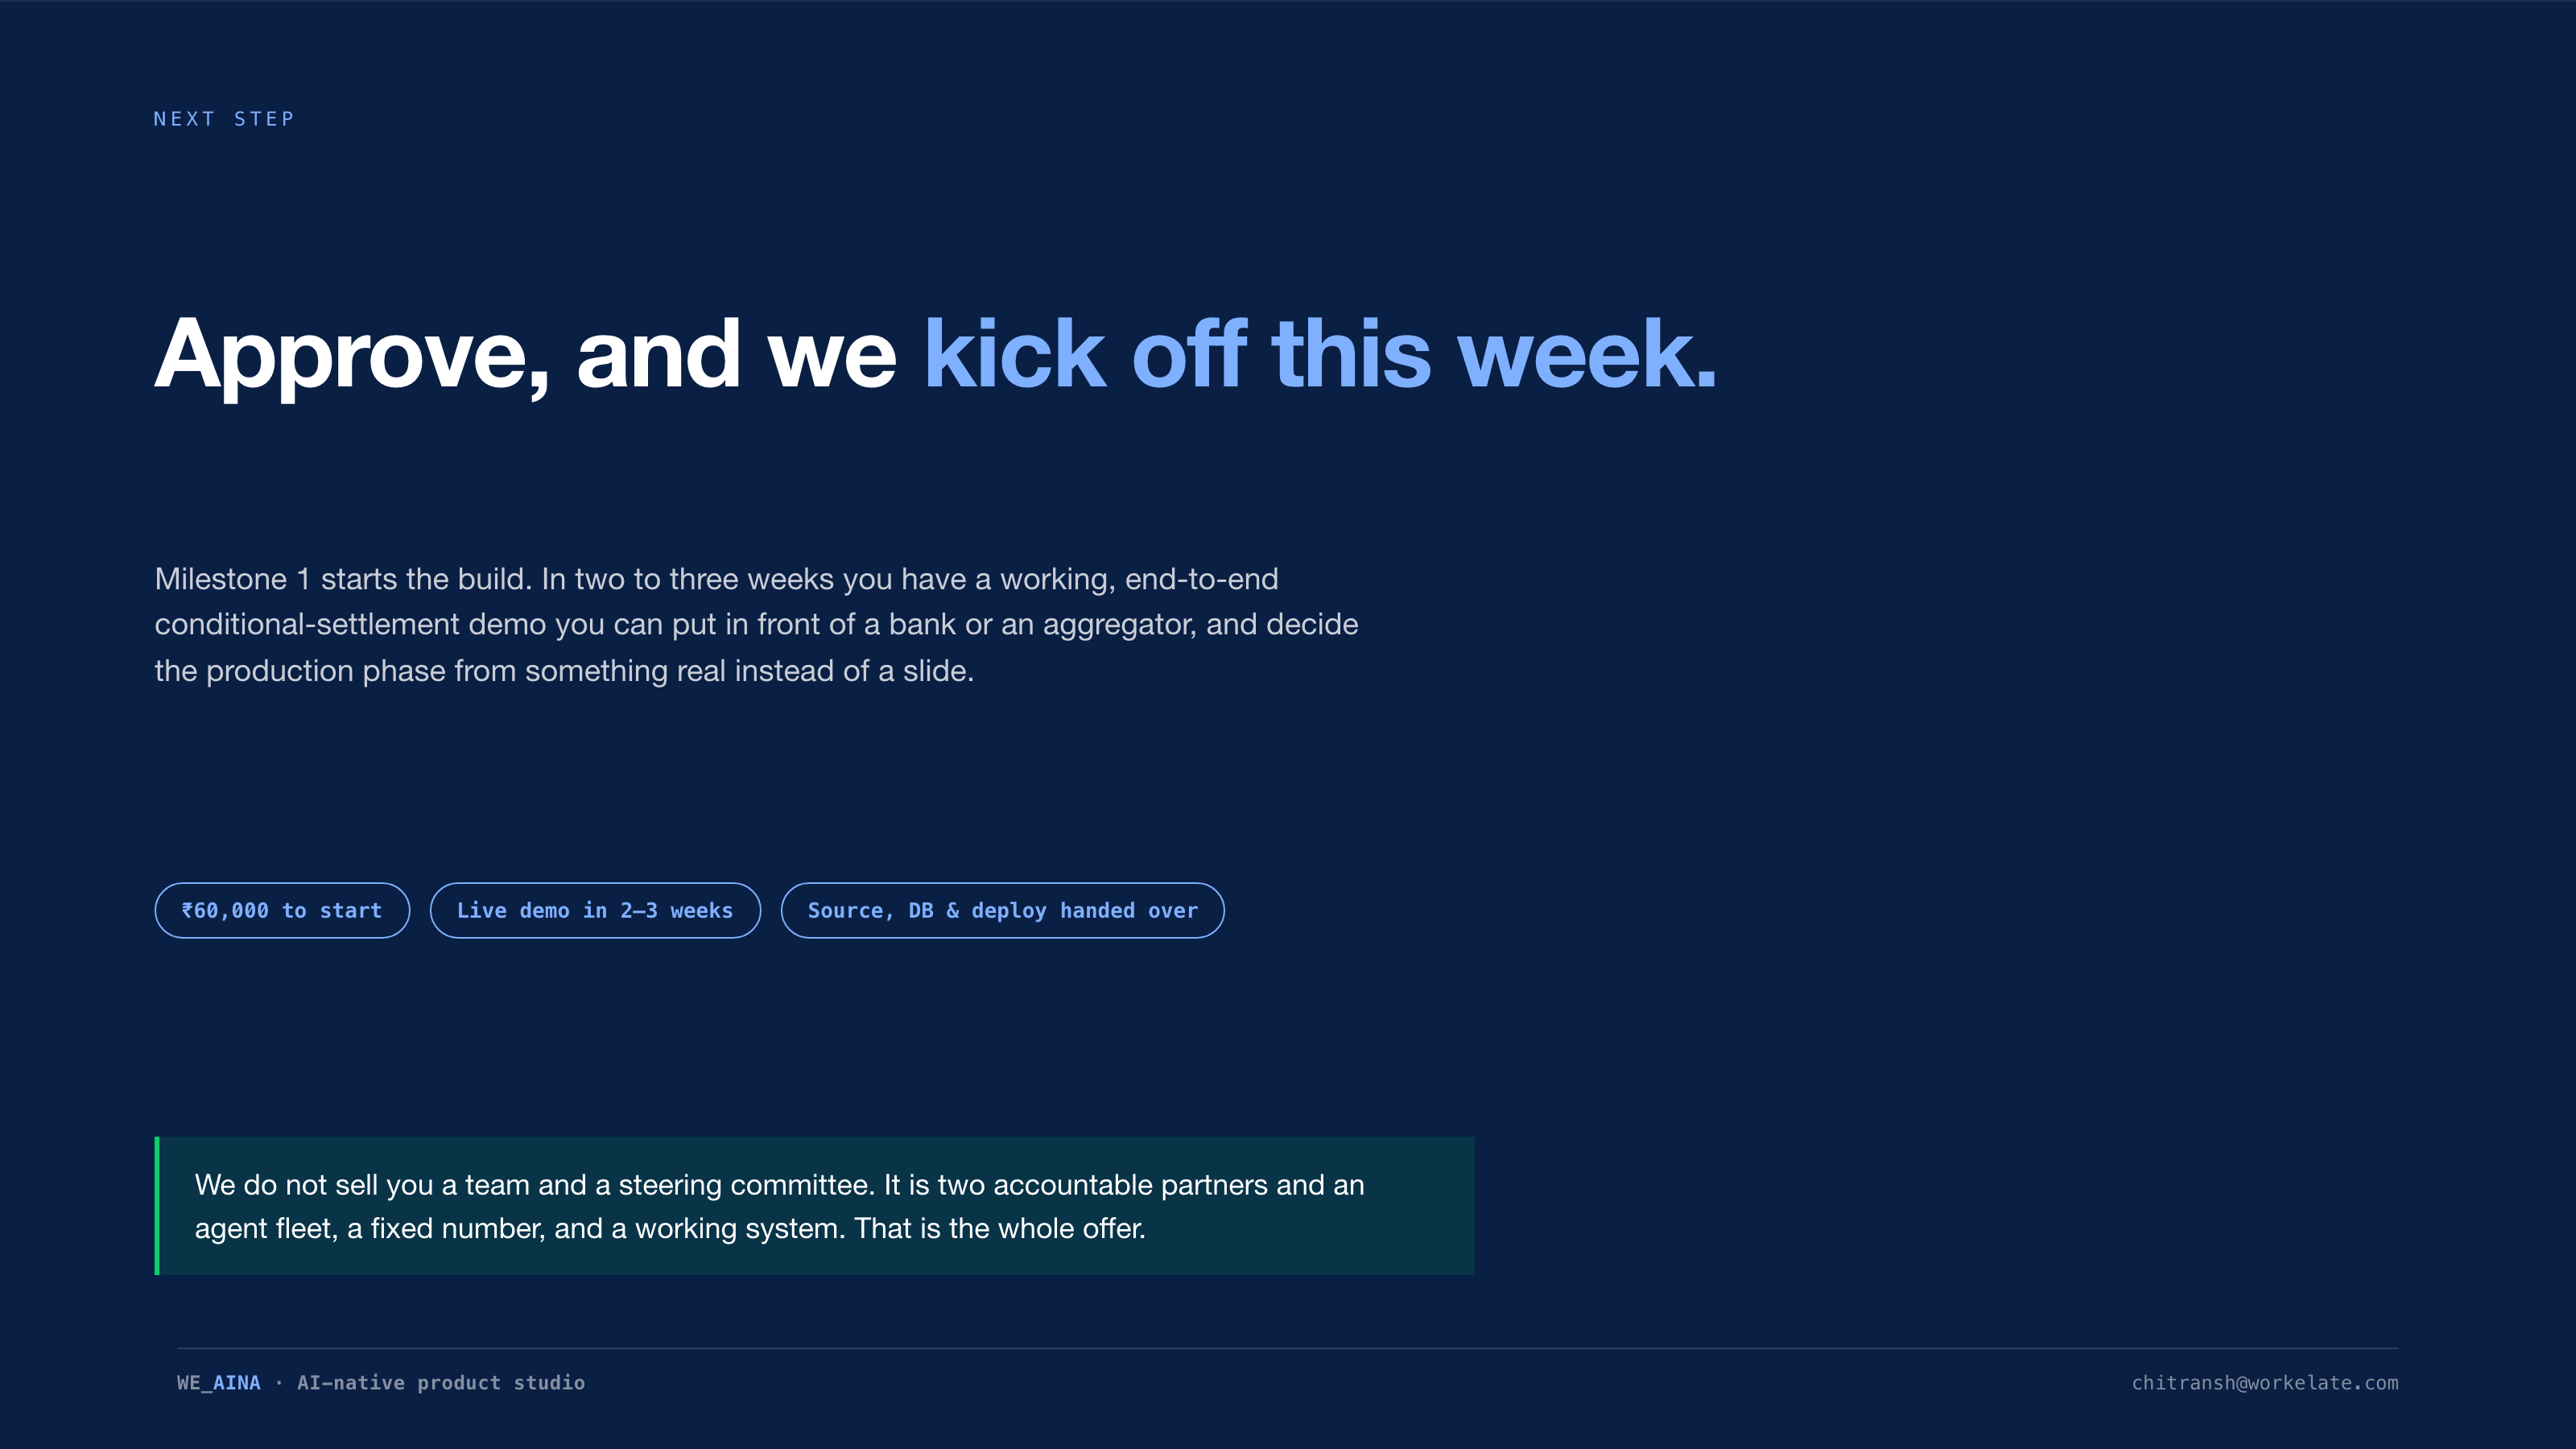 NEXT STEP
Approve, and we kick off this week.
Milestone 1 starts the build. In two to three weeks you have a working, end-to-end
conditional-settlement demo you can put in front of a bank or an aggregator, and decide
the production phase from something real instead of a slide.
₹60,000 to start
Live demo in 2–3 weeks
Source, DB & deploy handed over
We do not sell you a team and a steering committee. It is two accountable partners and an
agent fleet, a fixed number, and a working system. That is the whole offer.
WE_AINA · AI-native product studio
chitransh@workelate.com